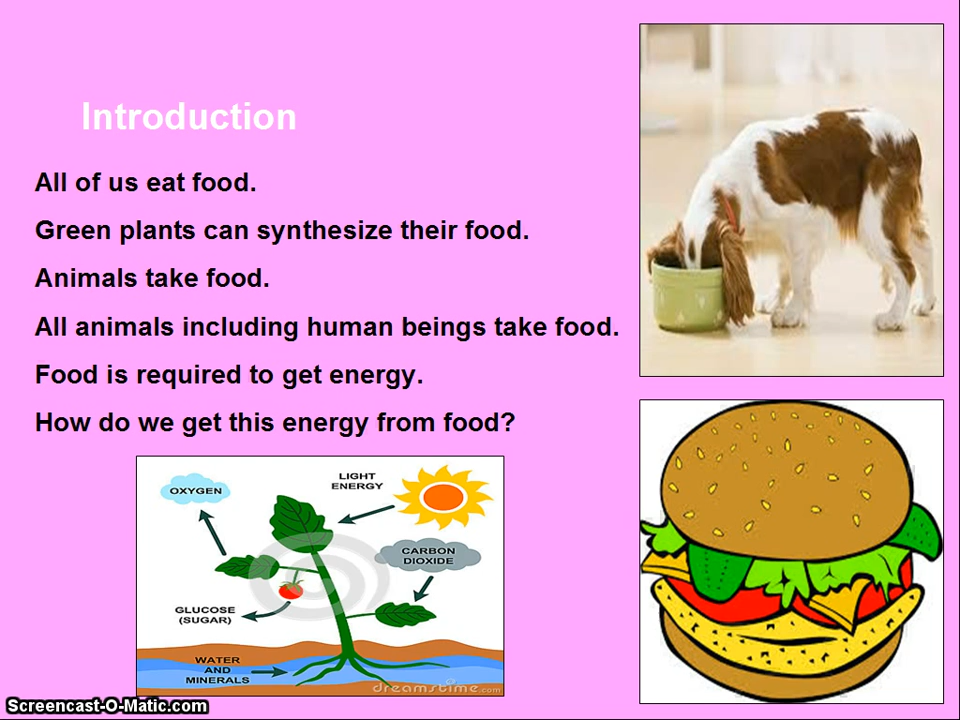 Introduction
All of us eat food.
Green plants can synthesize their food.
Animals take food.
All animals including human beings take food.
Food is required to get energy.
How do we get this energy from food?
OXYGEN
LIGHT
ENERGY
CARBON
DIOXIDE
GLUCOSE
(SUGAR)
WATER
AND
MINERALS
dreamstime.com
Screencast-O-Matic.com